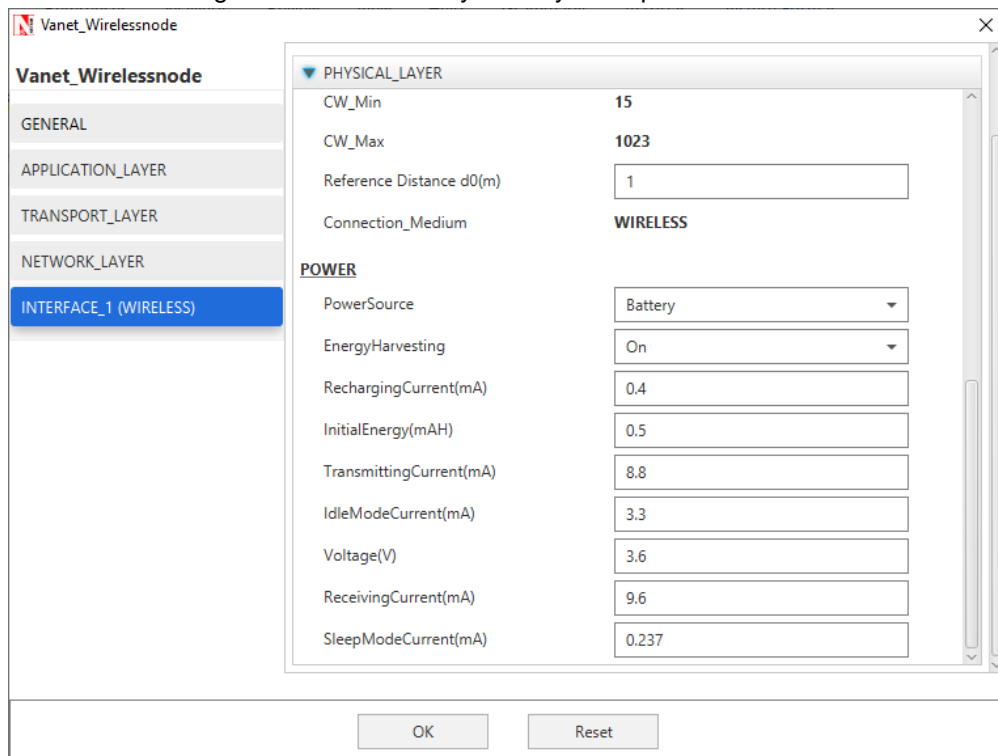 Vanet_Wirelessnode
Vanet_Wirelessnode
GENERAL
APPLICATION_LAYER
TRANSPORT_LAYER
NETWORK_LAYER
INTERFACE_1 (WIRELESS)
PHYSICAL_LAYER
CW_Min 15
CW_Max 1023
Reference Distance d0(m) 1
Connection_Medium WIRELESS
POWER
PowerSource Battery
EnergyHarvesting On
RechargingCurrent(mA) 0.4
InitialEnergy(mAH) 0.5
TransmittingCurrent(mA) 8.8
IdleModeCurrent(mA) 3.3
Voltage(V) 3.6
ReceivingCurrent(mA) 9.6
SleepModeCurrent(mA) 0.237
OK Reset